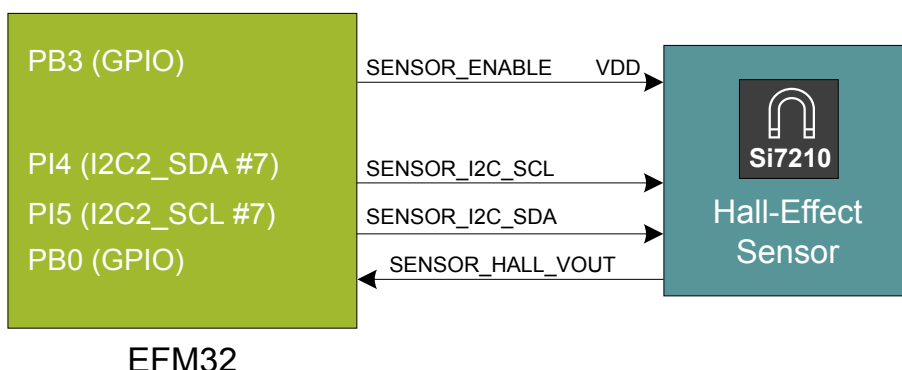 PB3 (GPIO)
SENSOR_ENABLE VDD
PI4 (I2C2_SDA #7)
SENSOR_I2C_SCL
PI5 (I2C2_SCL #7)
SENSOR_I2C_SDA
PB0 (GPIO)
SENSOR_HALL_VOUT
Si7210
Hall-Effect
Sensor
EFM32